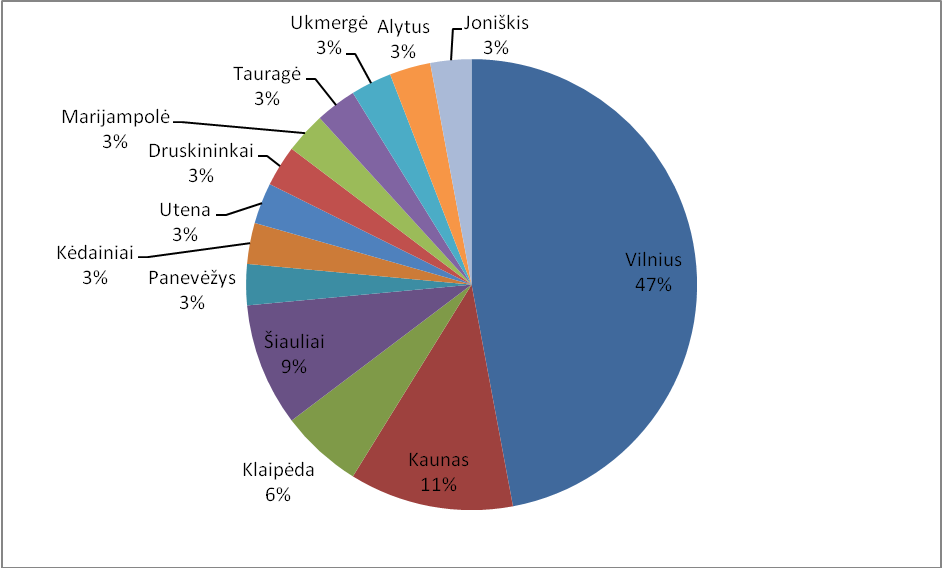 Ukmergė
3%
Alytus
3%
Joniškis
3%
Tauragė
3%
Marijampolė
3%
Druskininkai
3%
Utena
3%
Kėdainiai
3%
Panevėžys
3%
Šiauliai
9%
Klaipėda
6%
Kaunas
11%
Vilnius
47%